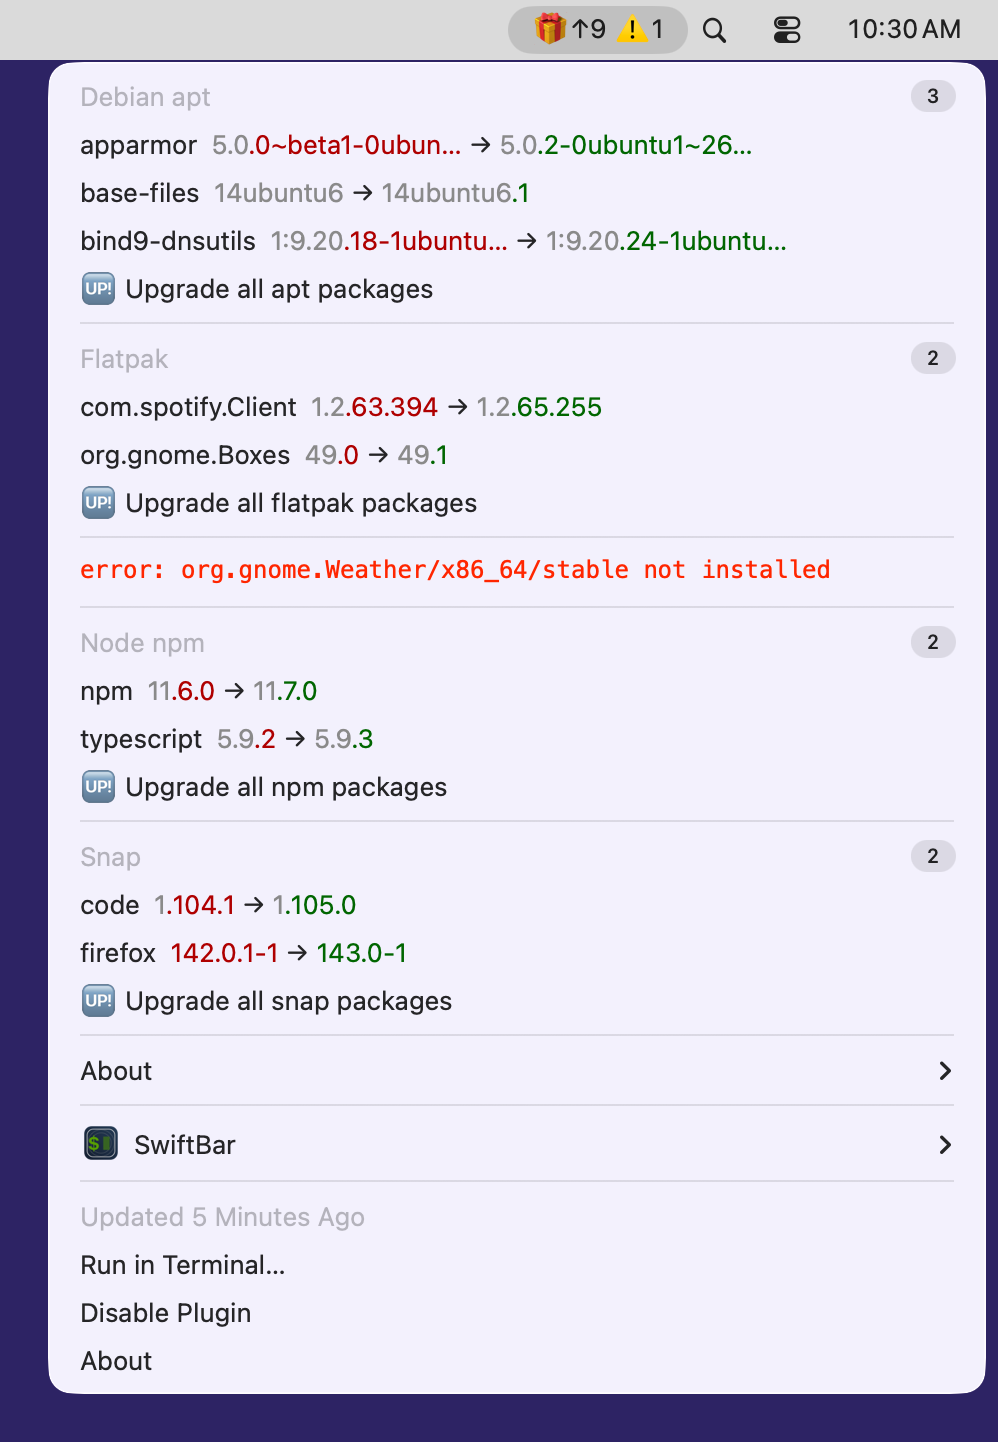 🎁↑9 ⚠️1 10:30 AM
Debian apt 3
apparmor 5.0.0~beta1-0ubun... → 5.0.2-0ubuntu1~26...
base-files 14ubuntu6 → 14ubuntu6.1
bind9-dnsutils 1:9.20.18-1ubuntu... → 1:9.20.24-1ubuntu...
UP! Upgrade all apt packages
Flatpak 2
com.spotify.Client 1.2.63.394 → 1.2.65.255
org.gnome.Boxes 49.0 → 49.1
UP! Upgrade all flatpak packages
error: org.gnome.Weather/x86_64/stable not installed
Node npm 2
npm 11.6.0 → 11.7.0
typescript 5.9.2 → 5.9.3
UP! Upgrade all npm packages
Snap 2
code 1.104.1 → 1.105.0
firefox 142.0.1-1 → 143.0-1
UP! Upgrade all snap packages
About
$ SwiftBar
Updated 5 Minutes Ago
Run in Terminal...
Disable Plugin
About